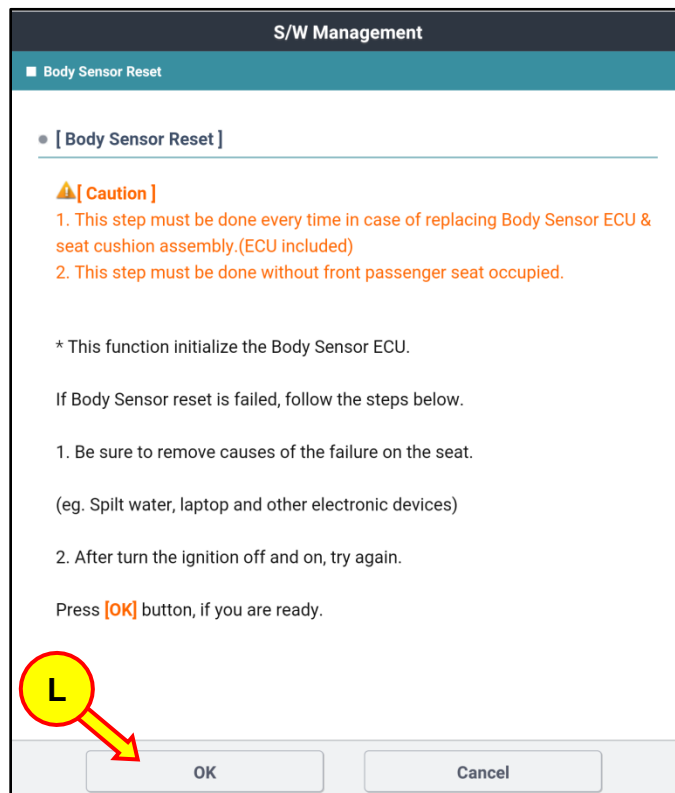 S/W Management
Body Sensor Reset
[ Body Sensor Reset ]
[ Caution ]
1. This step must be done every time in case of replacing Body Sensor ECU &
seat cushion assembly.(ECU included)
2. This step must be done without front passenger seat occupied.
* This function initialize the Body Sensor ECU.
If Body Sensor reset is failed, follow the steps below.
1. Be sure to remove causes of the failure on the seat.
(eg. Spilt water, laptop and other electronic devices)
2. After turn the ignition off and on, try again.
Press [OK] button, if you are ready.
L
OK
Cancel